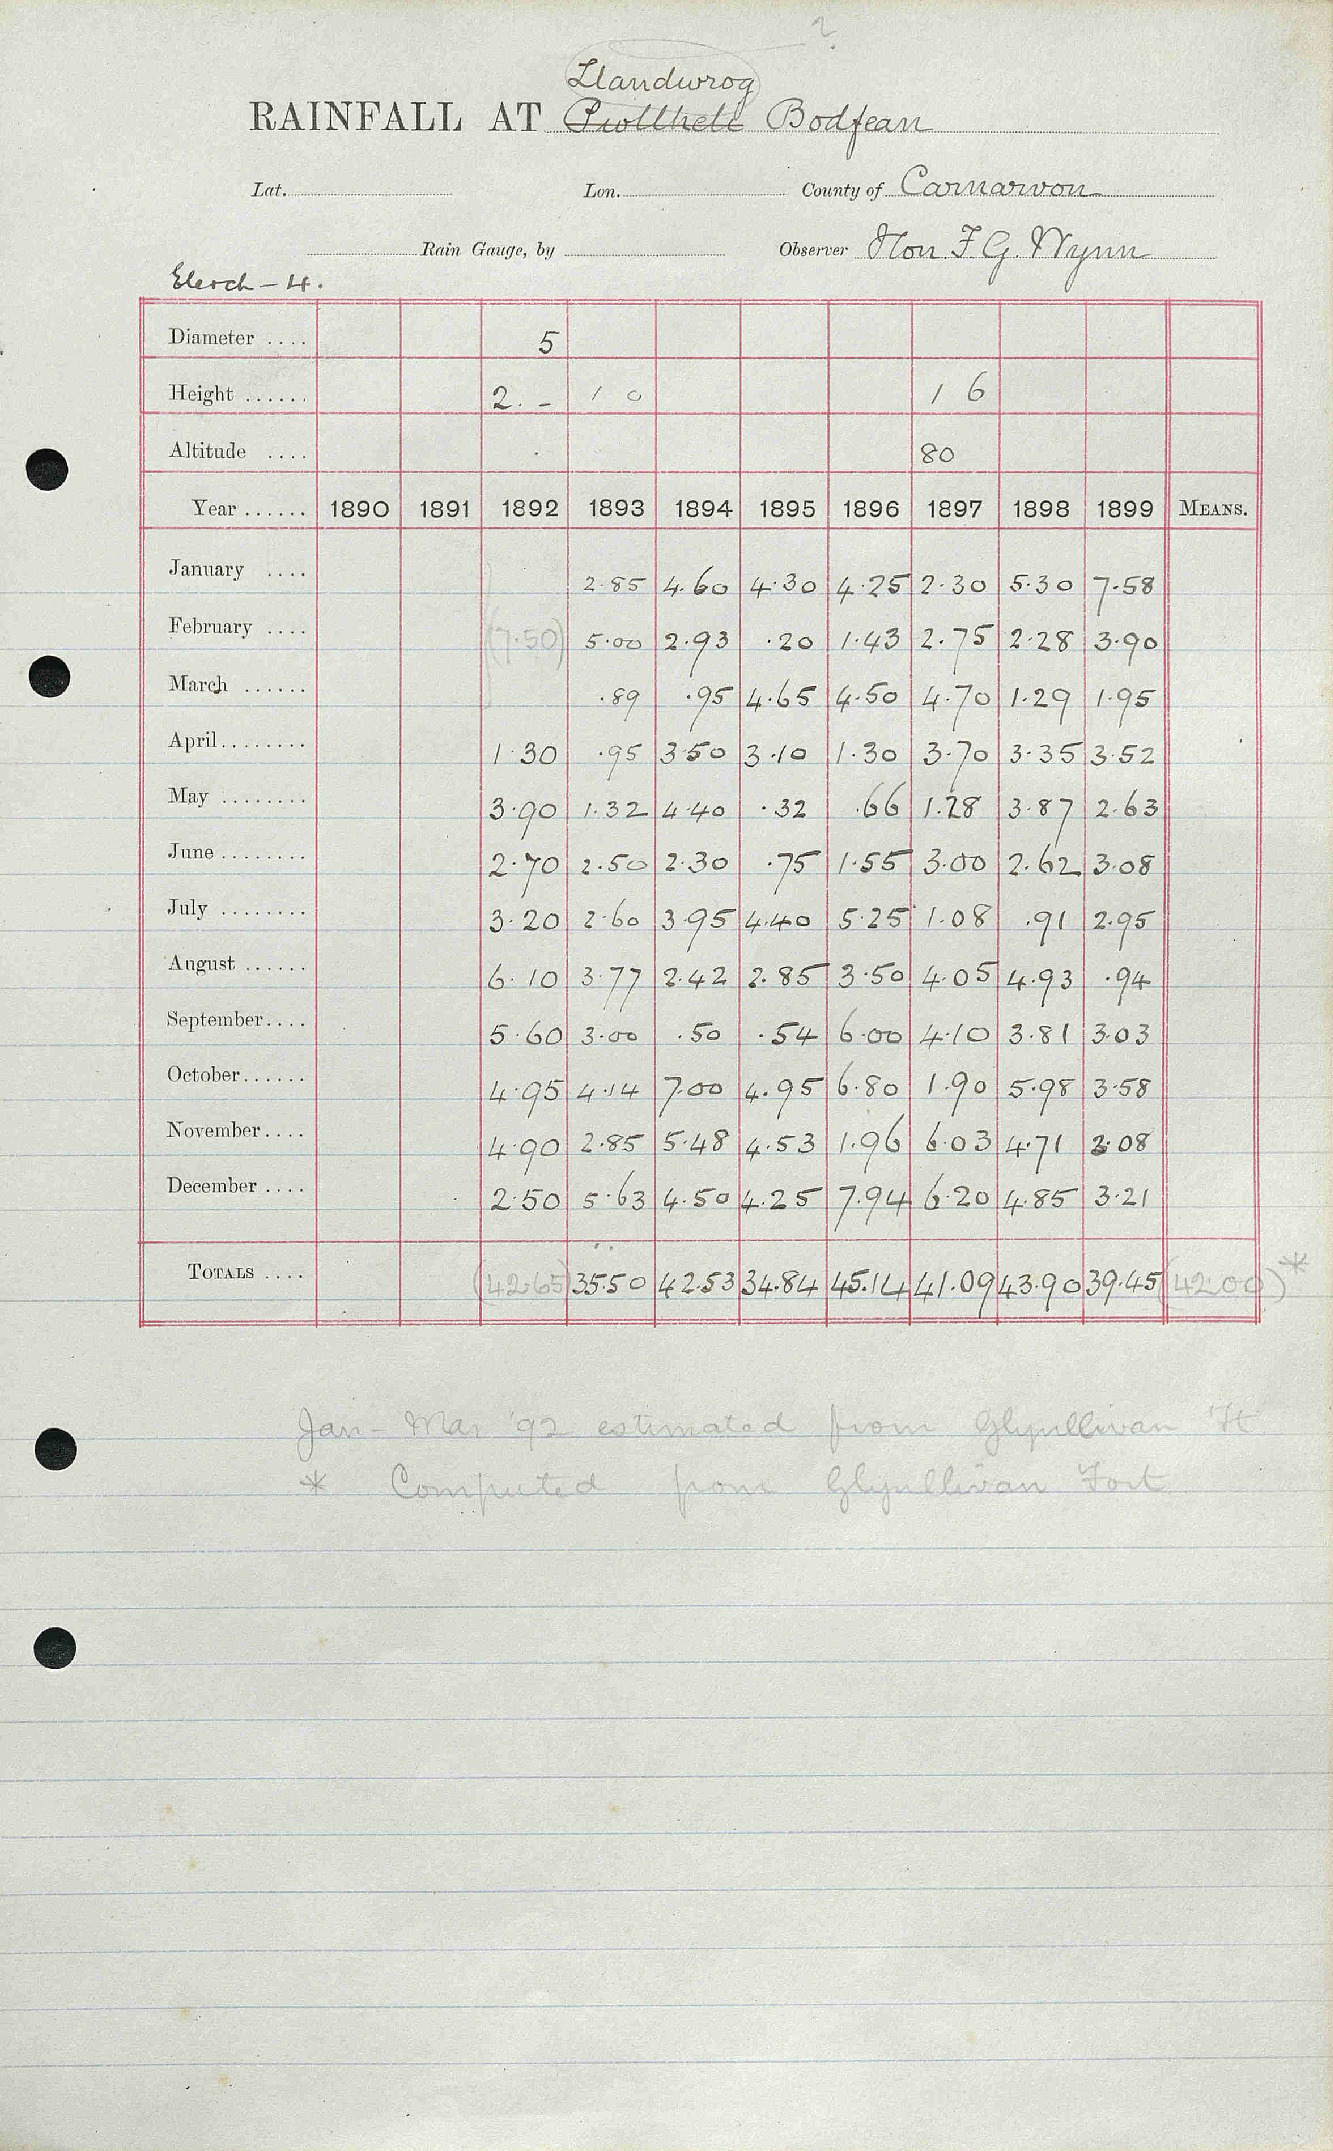 ?
Llandwrog
RAINFALL AT Pwllheli Bodfean
Lat. Lon. County of Carnarvon
Rain Gauge, by Observer Hon F. G. Wynn
Elerch - 4.
Diameter .... 5
Height ...... 2. - 1 0 1 6
Altitude .... 80
Year ...... 1890 1891 1892 1893 1894 1895 1896 1897 1898 1899 MEANS.
January .... 2.85 4.60 4.30 4.25 2.30 5.30 7.58
February .... (7.50) 5.00 2.93 .20 1.43 2.75 2.28 3.90
March ...... .89 .95 4.65 4.50 4.70 1.29 1.95
April........ 1.30 .95 3.50 3.10 1.30 3.70 3.35 3.52
May ........ 3.90 1.32 4.40 .32 .66 1.28 3.87 2.63
June ........ 2.70 2.50 2.30 .75 1.55 3.00 2.62 3.08
July ........ 3.20 2.60 3.95 4.40 5.25 1.08 .91 2.95
August ...... 6.10 3.77 2.42 2.85 3.50 4.05 4.93 .94
September.... 5.60 3.00 .50 .54 6.00 4.10 3.81 3.03
October...... 4.95 4.14 7.00 4.95 6.80 1.90 5.98 3.58
November.... 4.90 2.85 5.48 4.53 1.96 6.03 4.71 3.08
December .... 2.50 5.63 4.50 4.25 7.94 6.20 4.85 3.21
TOTALS .... (42.65) 35.50 42.53 34.84 45.14 41.09 43.90 39.45 (42.00)*
Jan - Mar '92 estimated from Glynllivan Ft
* Computed from Glynllivan Fort